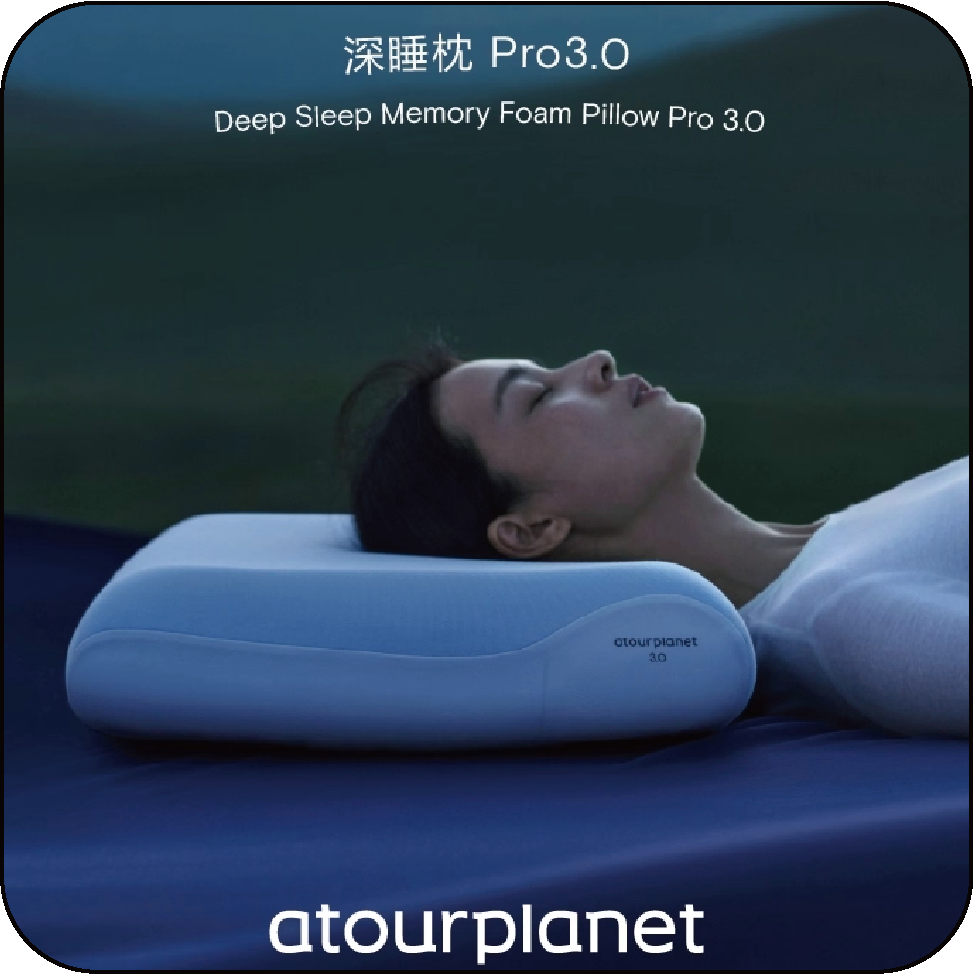 深睡枕 Pro3.0
Deep Sleep Memory Foam Pillow Pro 3.0
atourplanet
3.0
atourplanet